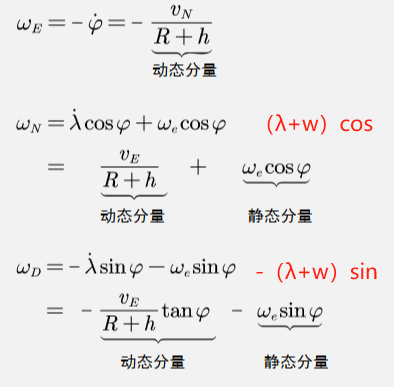 ω_E = − φ̇ = − v_N / (R + h)
动态分量
ω_N = λ̇ cos φ + ω_e cos φ (λ+w) cos
= v_E / (R + h) + ω_e cos φ
动态分量 静态分量
ω_D = − λ̇ sin φ − ω_e sin φ - (λ+w) sin
= − v_E / (R + h) tan φ − ω_e sin φ
动态分量 静态分量